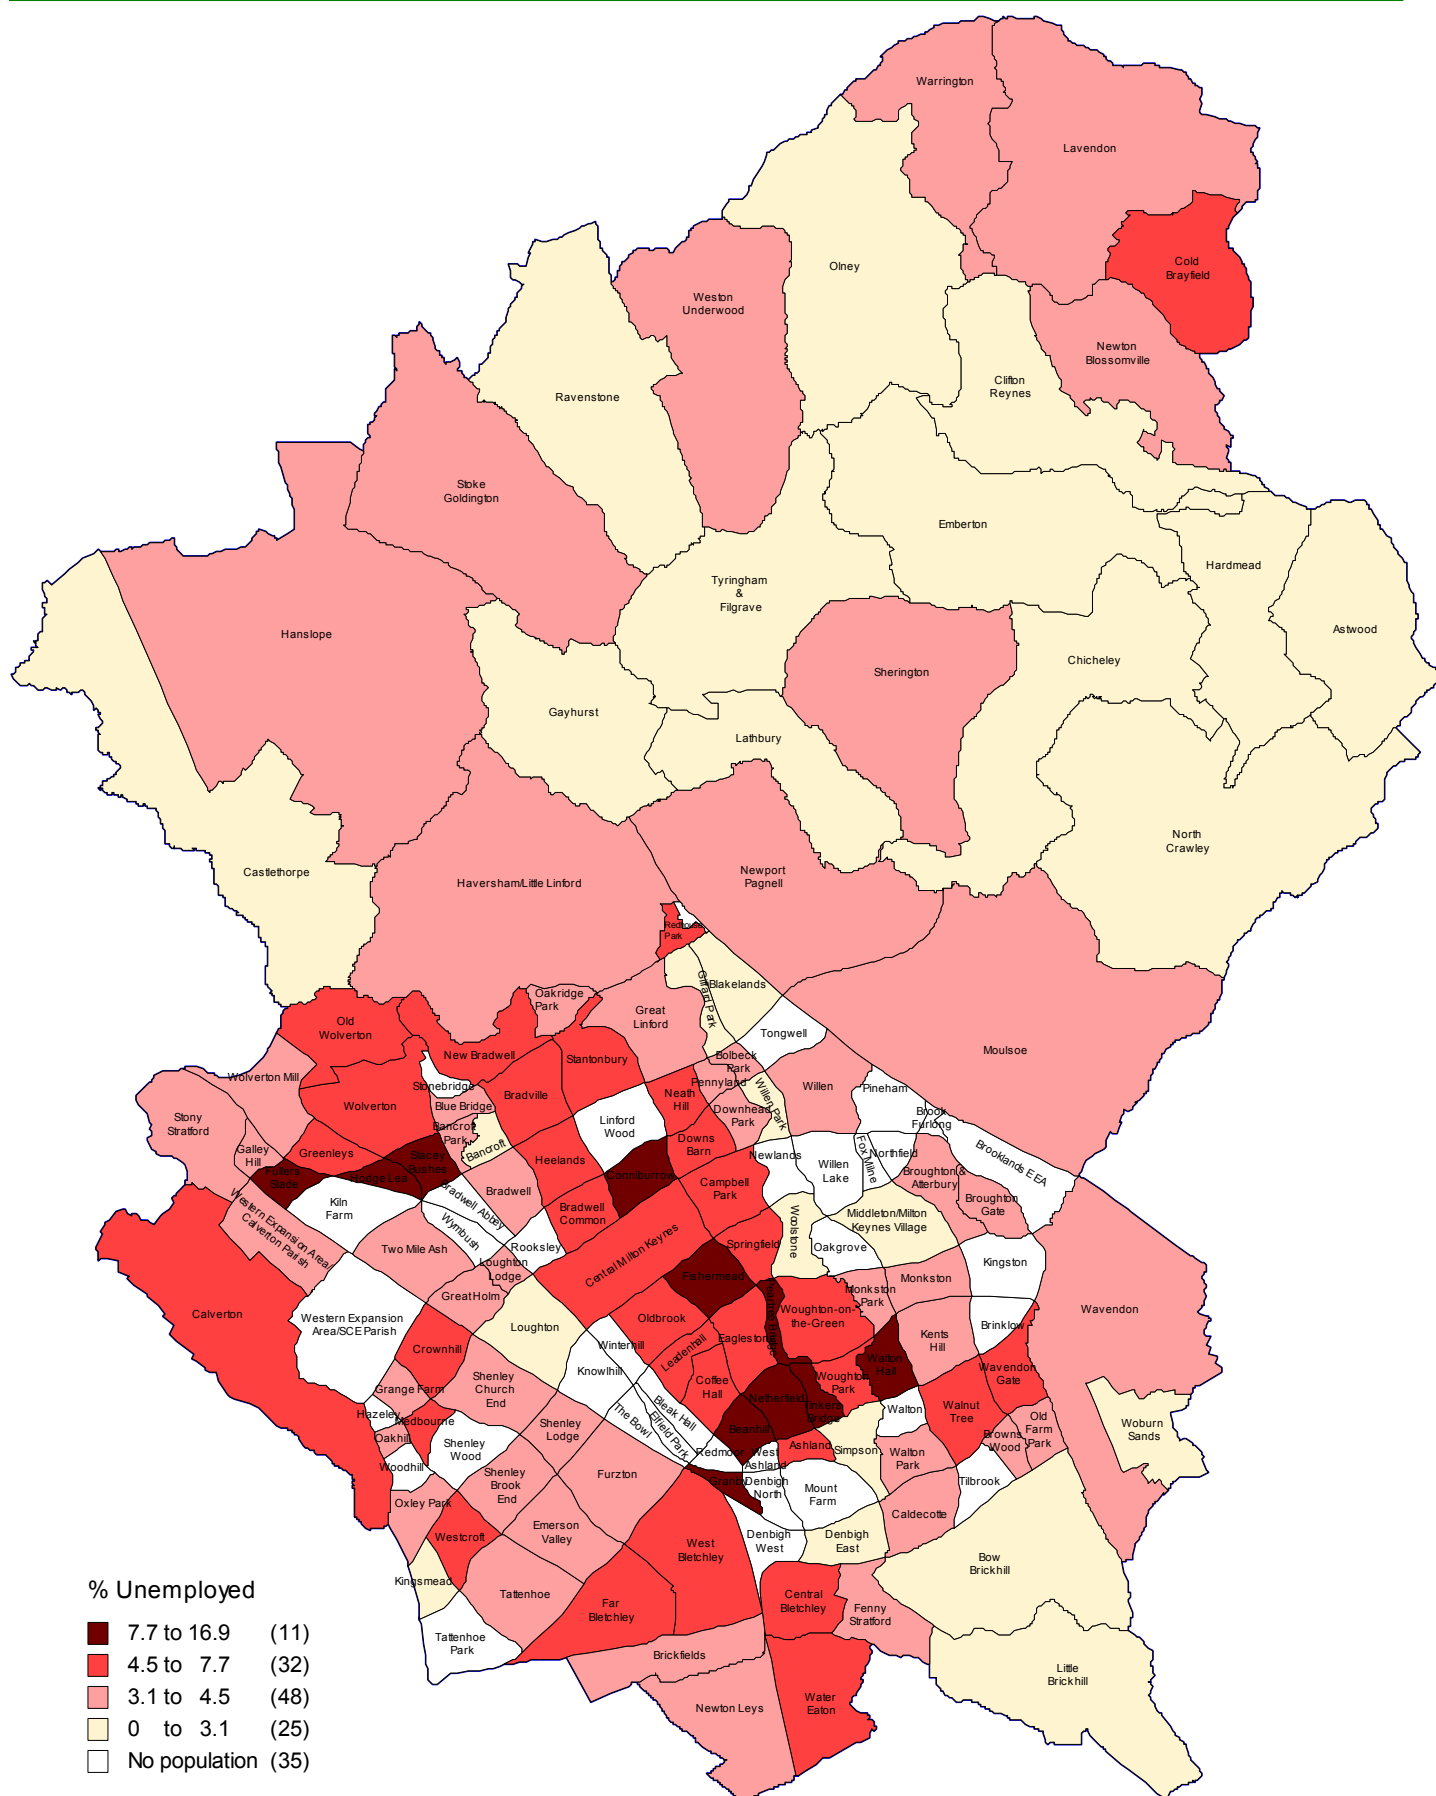 Warrington
Lavendon
Cold
Brayfield
Olney
Weston
Underwood
Newton
Blossomville
Clifton
Reynes
Ravenstone
Stoke
Goldington
Emberton
Hardmead
Tyringham
&
Filgrave
Astwood
Hanslope
Chicheley
Sherington
Gayhurst
Lathbury
North
Crawley
Castlethorpe
Haversham/Little Linford
Newport
Pagnell
Redhouse
Park
Giffard Park
Blakelands
Oakridge
Park
Great
Linford
Old
Wolverton
Tongwell
Moulsoe
New Bradwell
Stantonbury
Bolbeck
Park
Wolverton Mill
Stonebridge
Pennyland
Willen
Pineham
Willen Park
Wolverton
Blue Bridge
Bradville
Neath
Hill
Downhead
Park
Brook
Furlong
Stony
Stratford
Bancroft
Park
Linford
Wood
Bancroft
Downs
Barn
Galley
Hill
Greenleys
Stacey
Bushes
Heelands
Newlands
Willen
Lake
Fox Milne
Northfield
Brooklands EEA
Fullers
Slade
Hodge Lea
Conniburrow
Broughton &
Atterbury
Bradwell Abbey
Bradwell
Campbell
Park
Broughton
Gate
Kiln
Farm
Bradwell
Common
Western Expansion Area/
Calverton Parish
Wymbush
Woolstone
Middleton/Milton
Keynes Village
Two Mile Ash
Rooksley
Central Milton Keynes
Springfield
Oakgrove
Loughton
Lodge
Kingston
Fishermead
Great Holm
Monkston
Monkston
Park
Calverton
Western Expansion
Area/SCE Parish
Loughton
Oldbrook
Woughton-on-
the-Green
Wavendon
Brinklow
Crownhill
Winterhill
Leadenhall
Eaglestone
Kents
Hill
Knowlhill
Walton
Hall
Wavendon
Gate
Grange Farm
Shenley
Church
End
Coffee
Hall
Woughton
Park
Netherfield
Tinkers
Bridge
Walton
Walnut
Tree
Hazeley
Medbourne
Bleak Hall
The Bowl
Elfield Park
Beanhill
Old
Farm
Park
Woburn
Sands
Oakhill
Shenley
Wood
Shenley
Lodge
Redmoor
West
Ashland
Ashland
Simpson
Browns
Wood
Walton
Park
Woodhill
Shenley
Brook
End
Furzton
Granby
Denbigh
North
Mount
Farm
Tilbrook
Oxley Park
Caldecotte
Westcroft
Emerson
Valley
West
Bletchley
Denbigh
West
Denbigh
East
Bow
Brickhill
Kingsmead
Tattenhoe
Far
Bletchley
Central
Bletchley
Fenny
Stratford
Tattenhoe
Park
Brickfields
Little
Brickhill
Newton Leys
Water
Eaton
% Unemployed
7.7 to 16.9 (11)
4.5 to 7.7 (32)
3.1 to 4.5 (48)
0 to 3.1 (25)
No population (35)